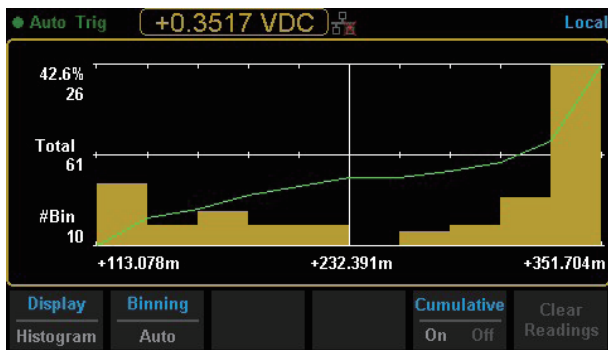 Auto Trig +0.3517 VDC Local
42.6%
26
Total
61
#Bin
10
+113.078m +232.391m +351.704m
Display Binning Cumulative Clear
Histogram Auto On Off Readings